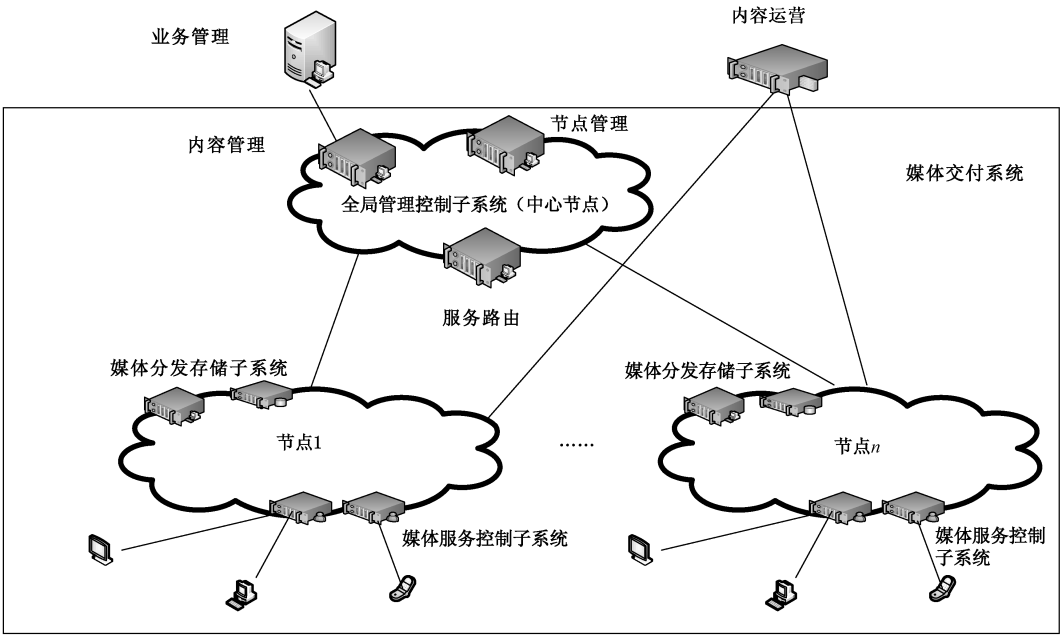 内容运营
业务管理
节点管理
内容管理
媒体交付系统
全局管理控制子系统（中心节点）
服务路由
媒体分发存储子系统
媒体分发存储子系统
节点1
……
节点n
媒体服务控制子系统
媒体服务控制
子系统